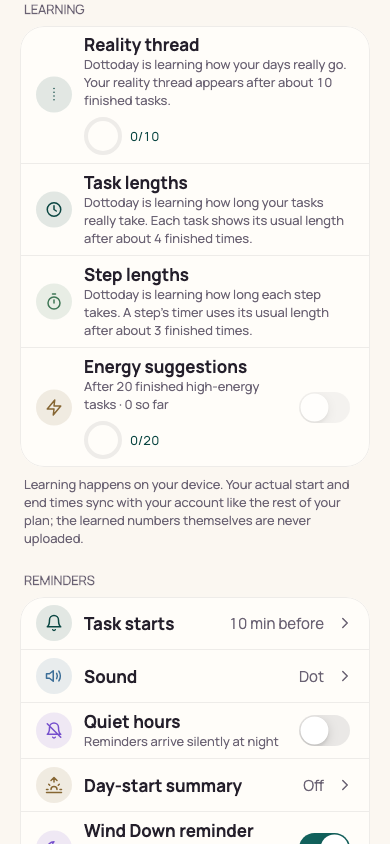 LEARNING
Reality thread
Dottoday is learning how your days really go.
Your reality thread appears after about 10
finished tasks.
0/10
Task lengths
Dottoday is learning how long your tasks
really take. Each task shows its usual length
after about 4 finished times.
Step lengths
Dottoday is learning how long each step
takes. A step's timer uses its usual length
after about 3 finished times.
Energy suggestions
After 20 finished high-energy
tasks · 0 so far
0/20
Learning happens on your device. Your actual start and
end times sync with your account like the rest of your
plan; the learned numbers themselves are never
uploaded.
REMINDERS
Task starts 10 min before
Sound Dot
Quiet hours
Reminders arrive silently at night
Day-start summary Off
Wind Down reminder